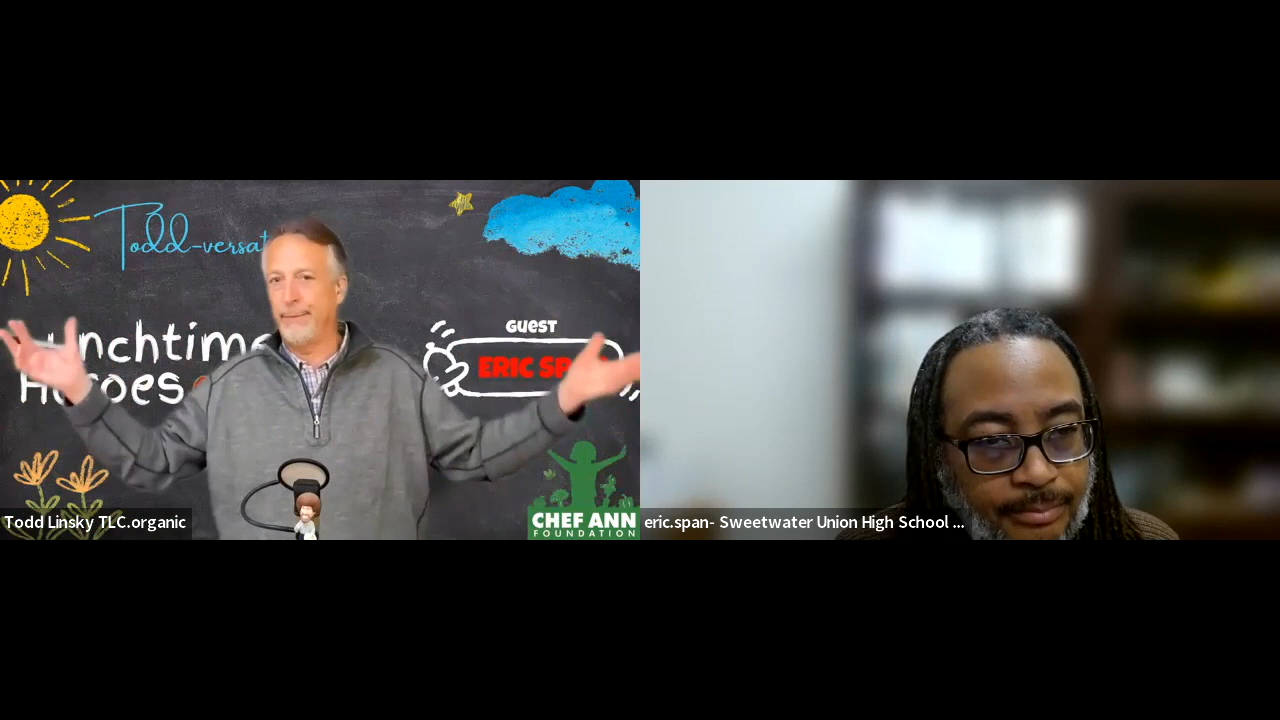 Todd-versat
Lunchtime
Heroes
GUEST
ERIC SP
CHEF ANN
FOUNDATION
Todd Linsky TLC.organic
eric.span- Sweetwater Union High School ...